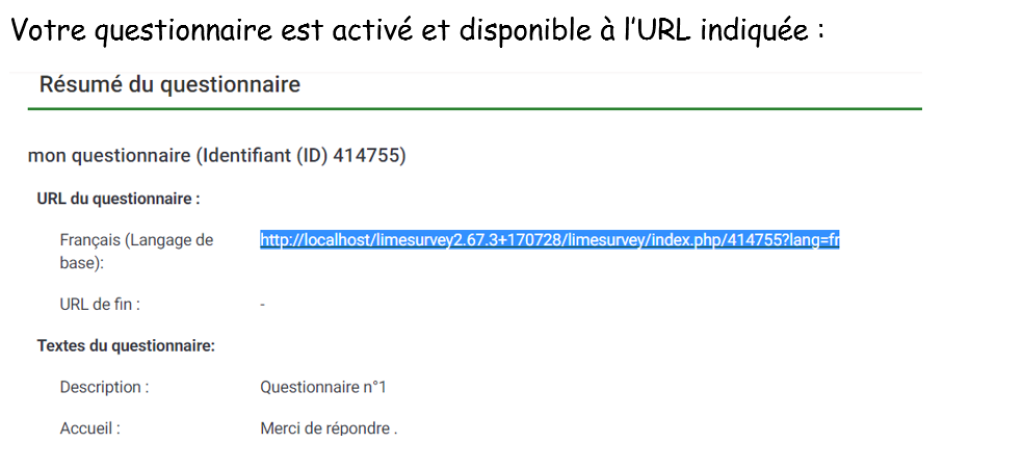 Votre questionnaire est activé et disponible à l'URL indiquée :
Résumé du questionnaire
mon questionnaire (Identifiant (ID) 414755)
URL du questionnaire :
Français (Langage de base): http://localhost/limesurvey2.67.3+170728/limesurvey/index.php/414755?lang=fr
URL de fin : -
Textes du questionnaire:
Description : Questionnaire n°1
Accueil : Merci de répondre .